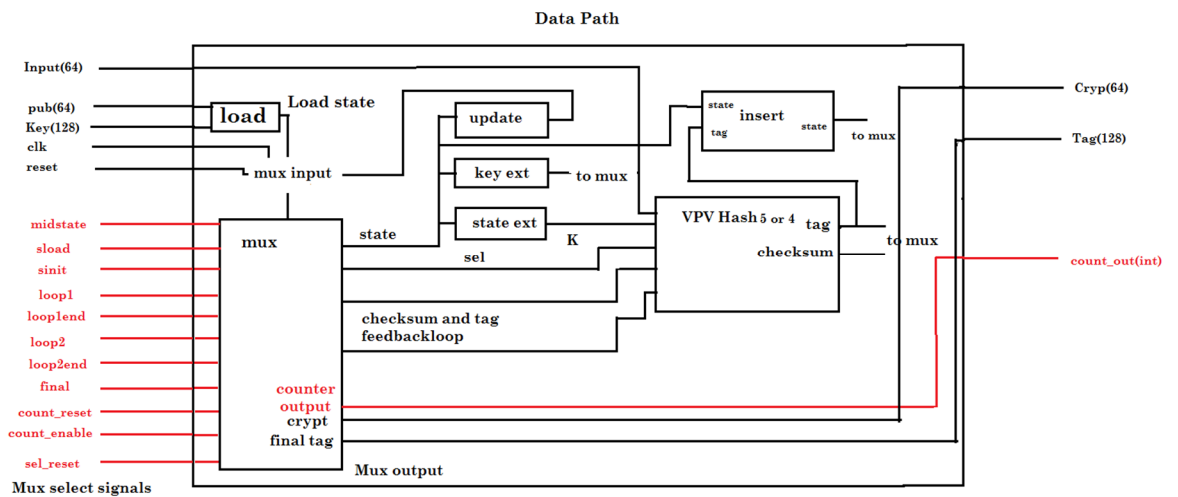 Data Path
Input(64)
pub(64)
Key(128)
clk
reset
load
Load state
mux input
update
key ext
to mux
state ext
K
state
tag
insert
state
to mux
VPV Hash 5 or 4
tag
checksum
to mux
Cryp(64)
Tag(128)
count_out(int)
midstate
sload
sinit
loop1
loop1end
loop2
loop2end
final
count_reset
count_enable
sel_reset
Mux select signals
mux
state
sel
checksum and tag
feedbackloop
counter
output
crypt
final tag
Mux output